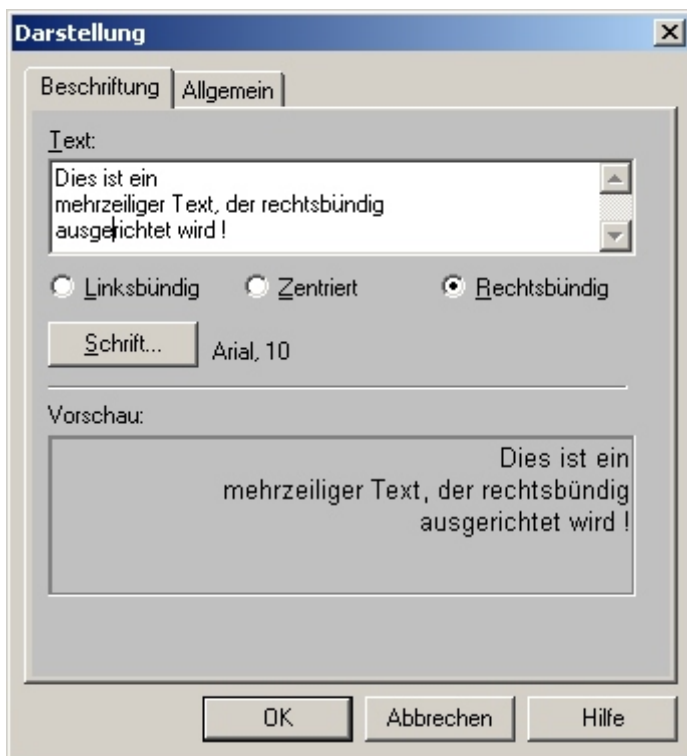 Darstellung
Beschriftung Allgemein
Text:
Dies ist ein
mehrzeiliger Text, der rechtsbündig
ausgerichtet wird !
Linksbündig Zentriert Rechtsbündig
Schrift... Arial, 10
Vorschau:
Dies ist ein
mehrzeiliger Text, der rechtsbündig
ausgerichtet wird !
OK Abbrechen Hilfe